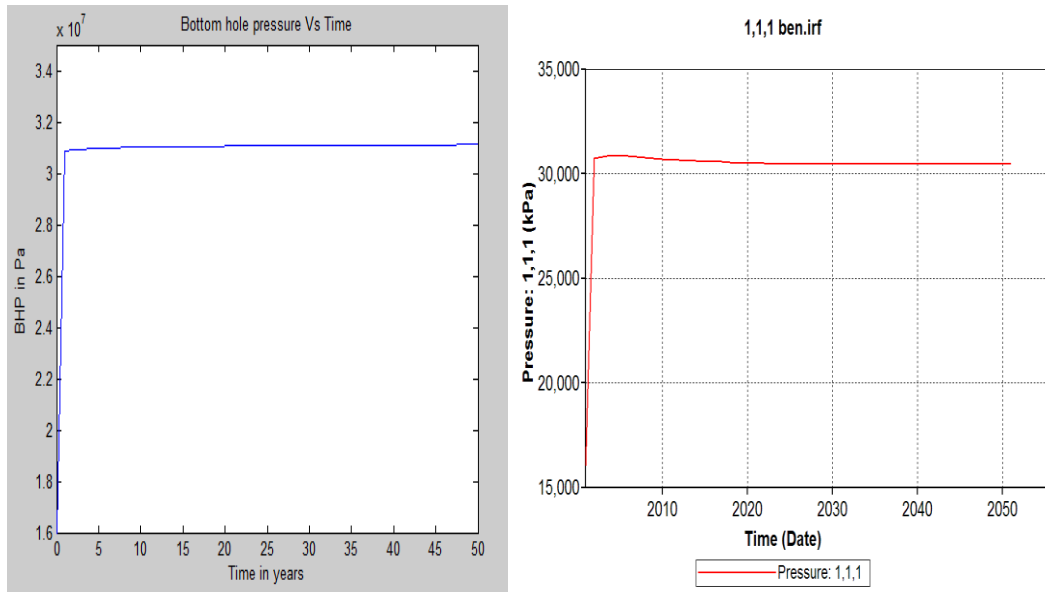 x 10^7
Bottom hole pressure Vs Time
3.4
3.2
3
2.8
2.6
2.4
2.2
2
1.8
1.6
BHP in Pa
0 5 10 15 20 25 30 35 40 45 50
Time in years
1,1,1 ben.irf
35,000
30,000
25,000
20,000
15,000
Pressure: 1,1,1 (kPa)
2010 2020 2030 2040 2050
Time (Date)
Pressure: 1,1,1